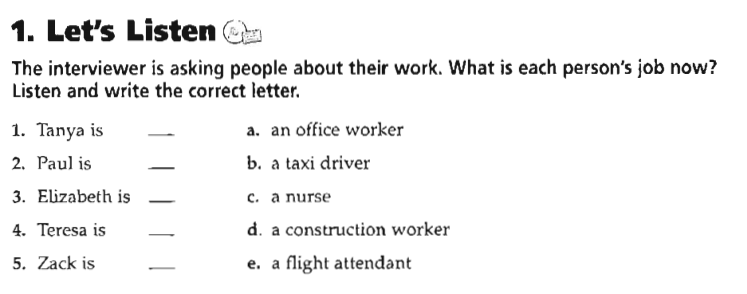 1. Let's Listen
The interviewer is asking people about their work. What is each person's job now?
Listen and write the correct letter.
1. Tanya is ___ a. an office worker
2. Paul is ___ b. a taxi driver
3. Elizabeth is ___ c. a nurse
4. Teresa is ___ d. a construction worker
5. Zack is ___ e. a flight attendant